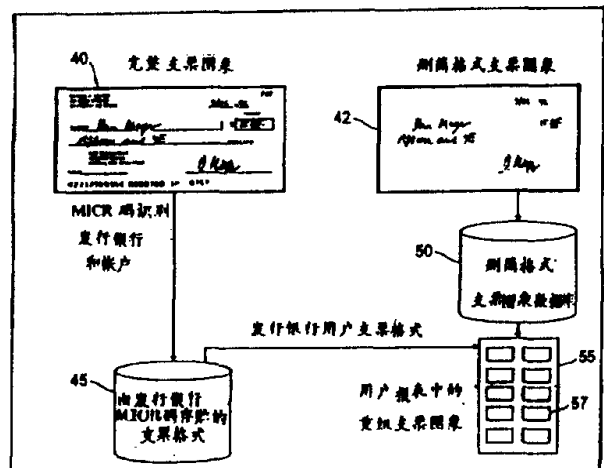 完整支票图象
删简格式支票图象
40
42
MICR 码识别
发行银行
和帐户
50
删简格式
支票图象数据库
发行银行用户支票格式
55
45
由发行银行
MICR码存贮的
支票格式
用户报表中的
重组支票图象
57